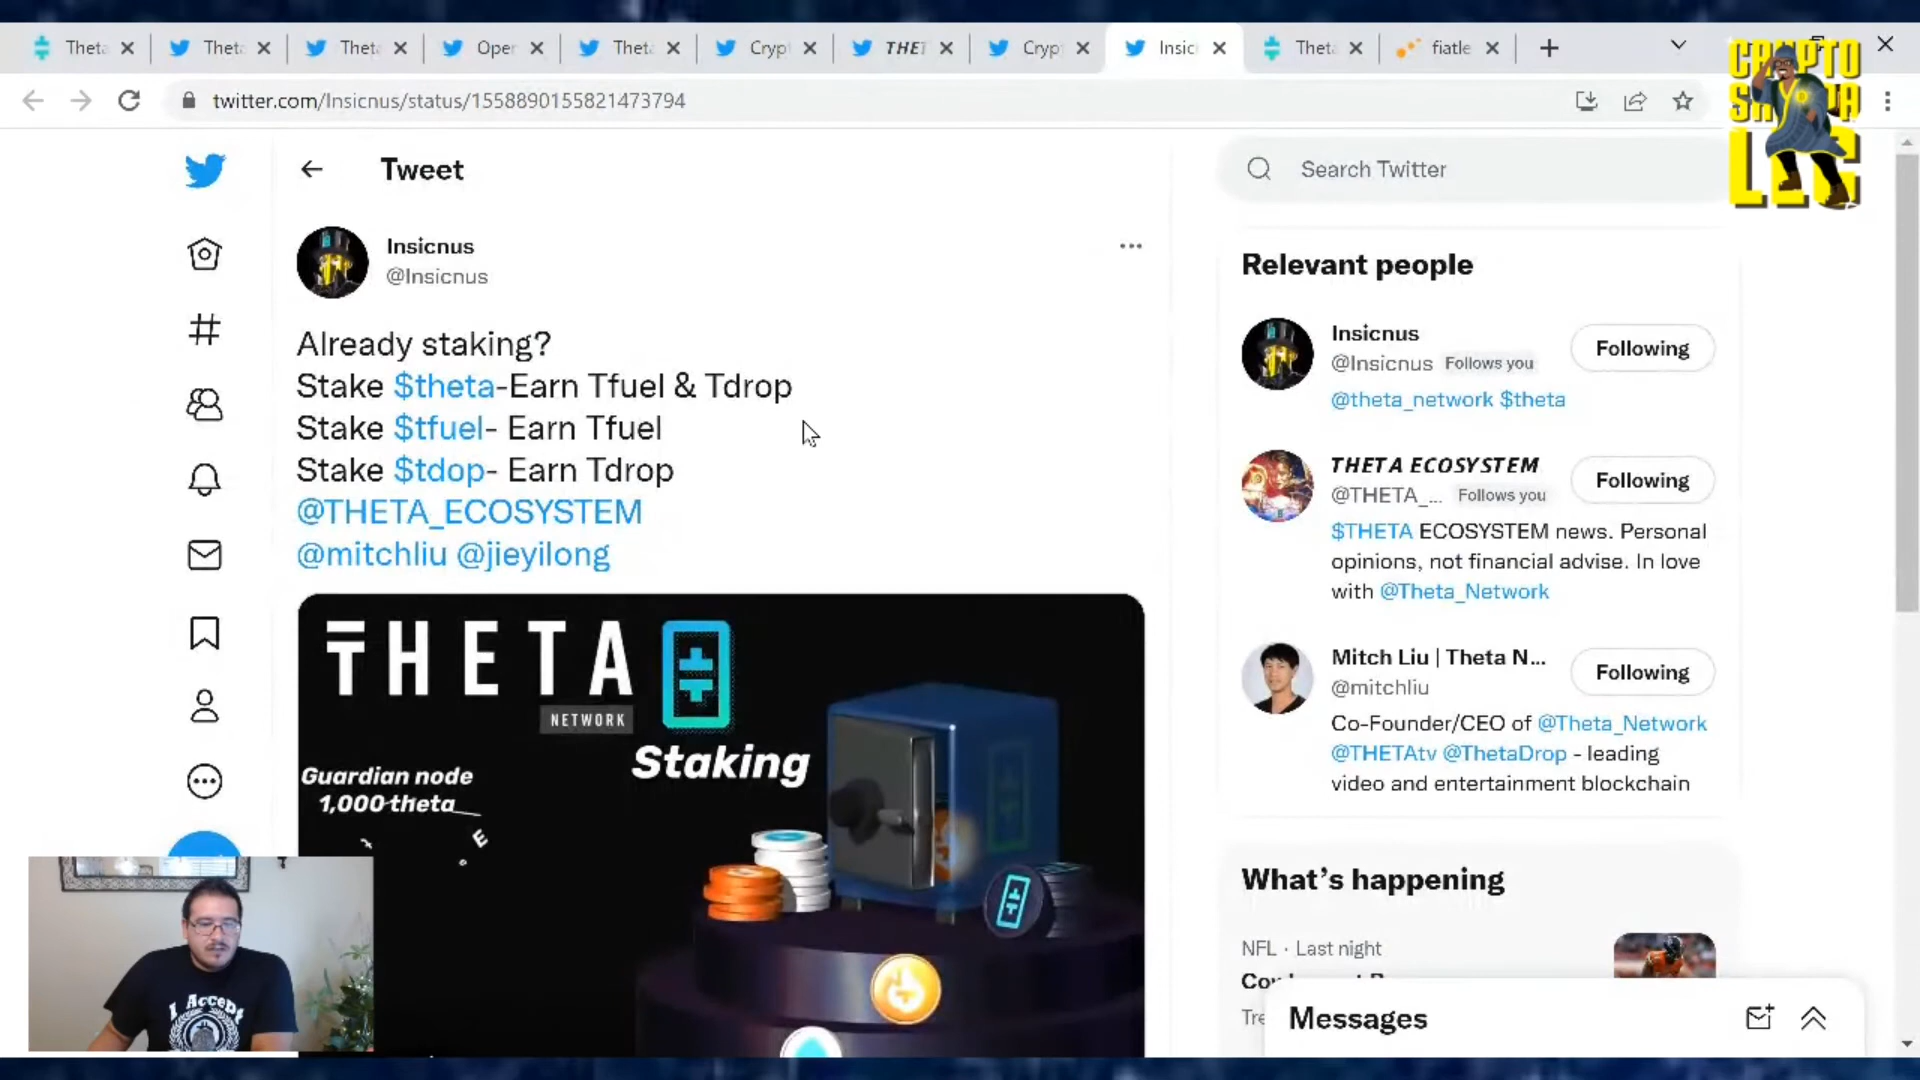 Theta
Thet
Thet
Oper
Thet
Cryp
THET
Cryp
Insic
Theta
fiatle
twitter.com/Insicnus/status/1558890155821473794
CRYPTO
LLC
Tweet
Search Twitter
Insicnus
@Insicnus
Already staking?
Stake $theta-Earn Tfuel & Tdrop
Stake $tfuel- Earn Tfuel
Stake $tdop- Earn Tdrop
@THETA_ECOSYSTEM
@mitchliu @jieyilong
THETA
NETWORK
Staking
Guardian node
1,000 theta
Relevant people
Insicnus
Following
@Insicnus Follows you
@theta_network $theta
THETA ECOSYSTEM
Following
@THETA_... Follows you
$THETA ECOSYSTEM news. Personal
opinions, not financial advise. In love
with @Theta_Network
Mitch Liu | Theta N...
Following
@mitchliu
Co-Founder/CEO of @Theta_Network
@THETAtv @ThetaDrop - leading
video and entertainment blockchain
What's happening
NFL · Last night
Messages
I Accept